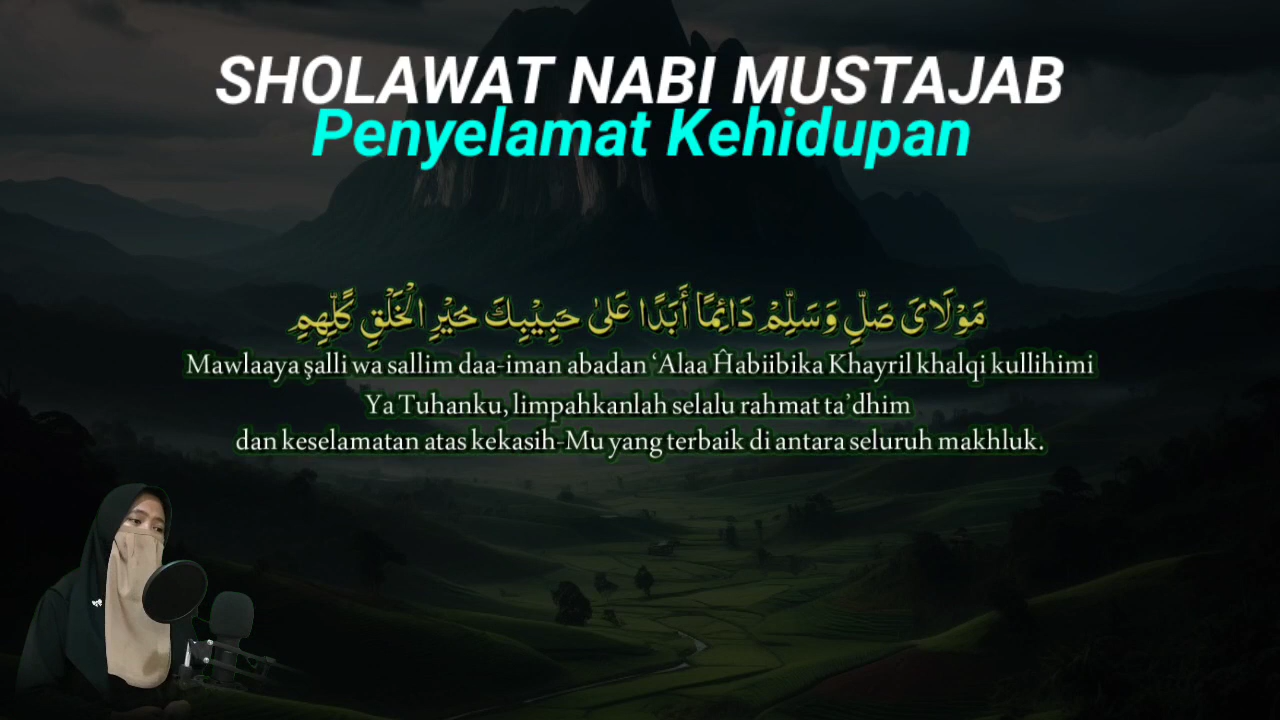 SHOLAWAT NABI MUSTAJAB
Penyelamat Kehidupan
مَوْلَايَ صَلِّ وَسَلِّمْ دَائِمًا أَبَدًا عَلىٰ حَبِيْبِكَ خَيْرِ الْخَلْقِ كُلِّهِمِ
Mawlaaya şalli wa sallim daa-iman abadan ‘Alaa Ĥabiibika Khayril khalqi kullihimi
Ya Tuhanku, limpahkanlah selalu rahmat ta’dhim
dan keselamatan atas kekasih-Mu yang terbaik di antara seluruh makhluk.